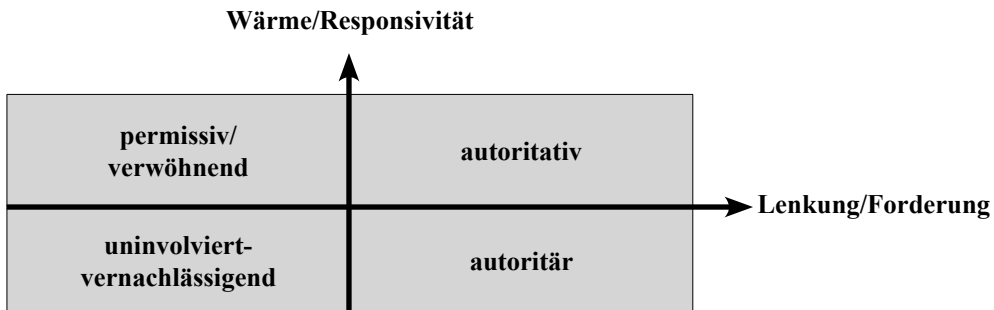 Wärme/Responsivität
permissiv/
verwöhnend
autoritativ
Lenkung/Forderung
uninvolviert-
vernachlässigend
autoritär